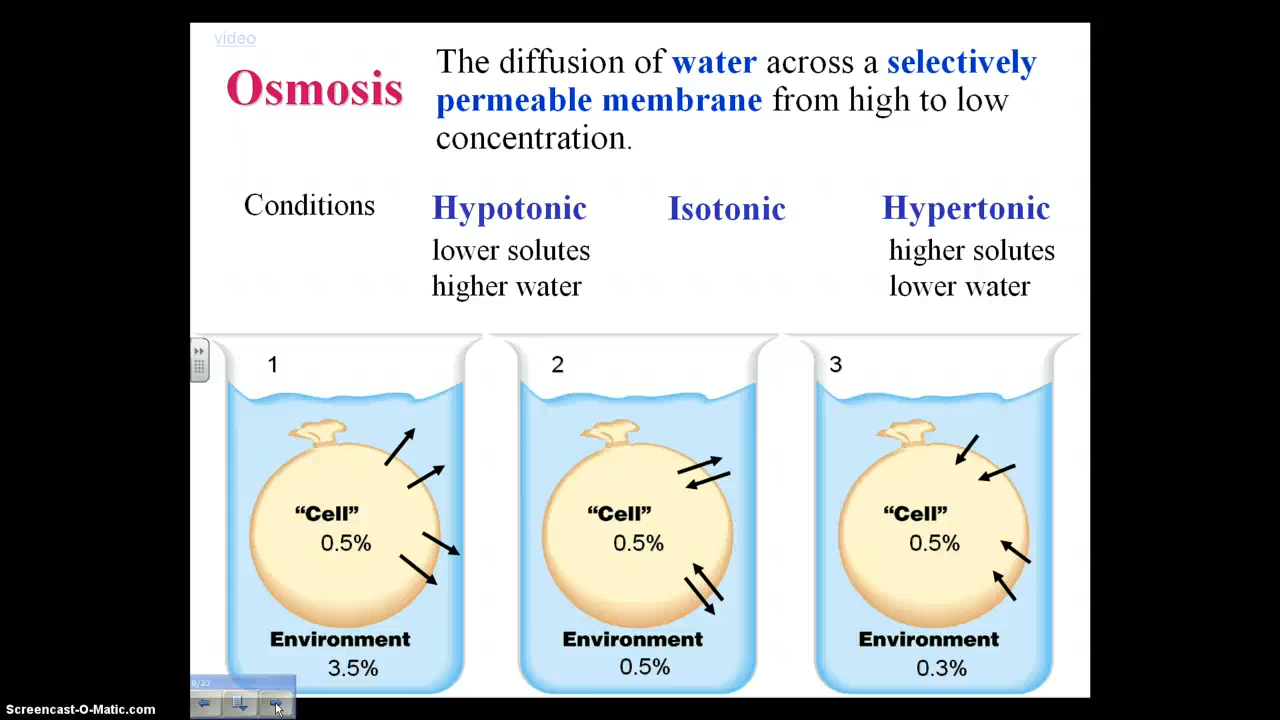 video
Osmosis
The diffusion of water across a selectively
permeable membrane from high to low
concentration.
Conditions
Hypotonic
lower solutes
higher water
Isotonic
Hypertonic
higher solutes
lower water
1
“Cell”
0.5%
Environment
3.5%
2
“Cell”
0.5%
Environment
0.5%
3
“Cell”
0.5%
Environment
0.3%
Screencast-O-Matic.com